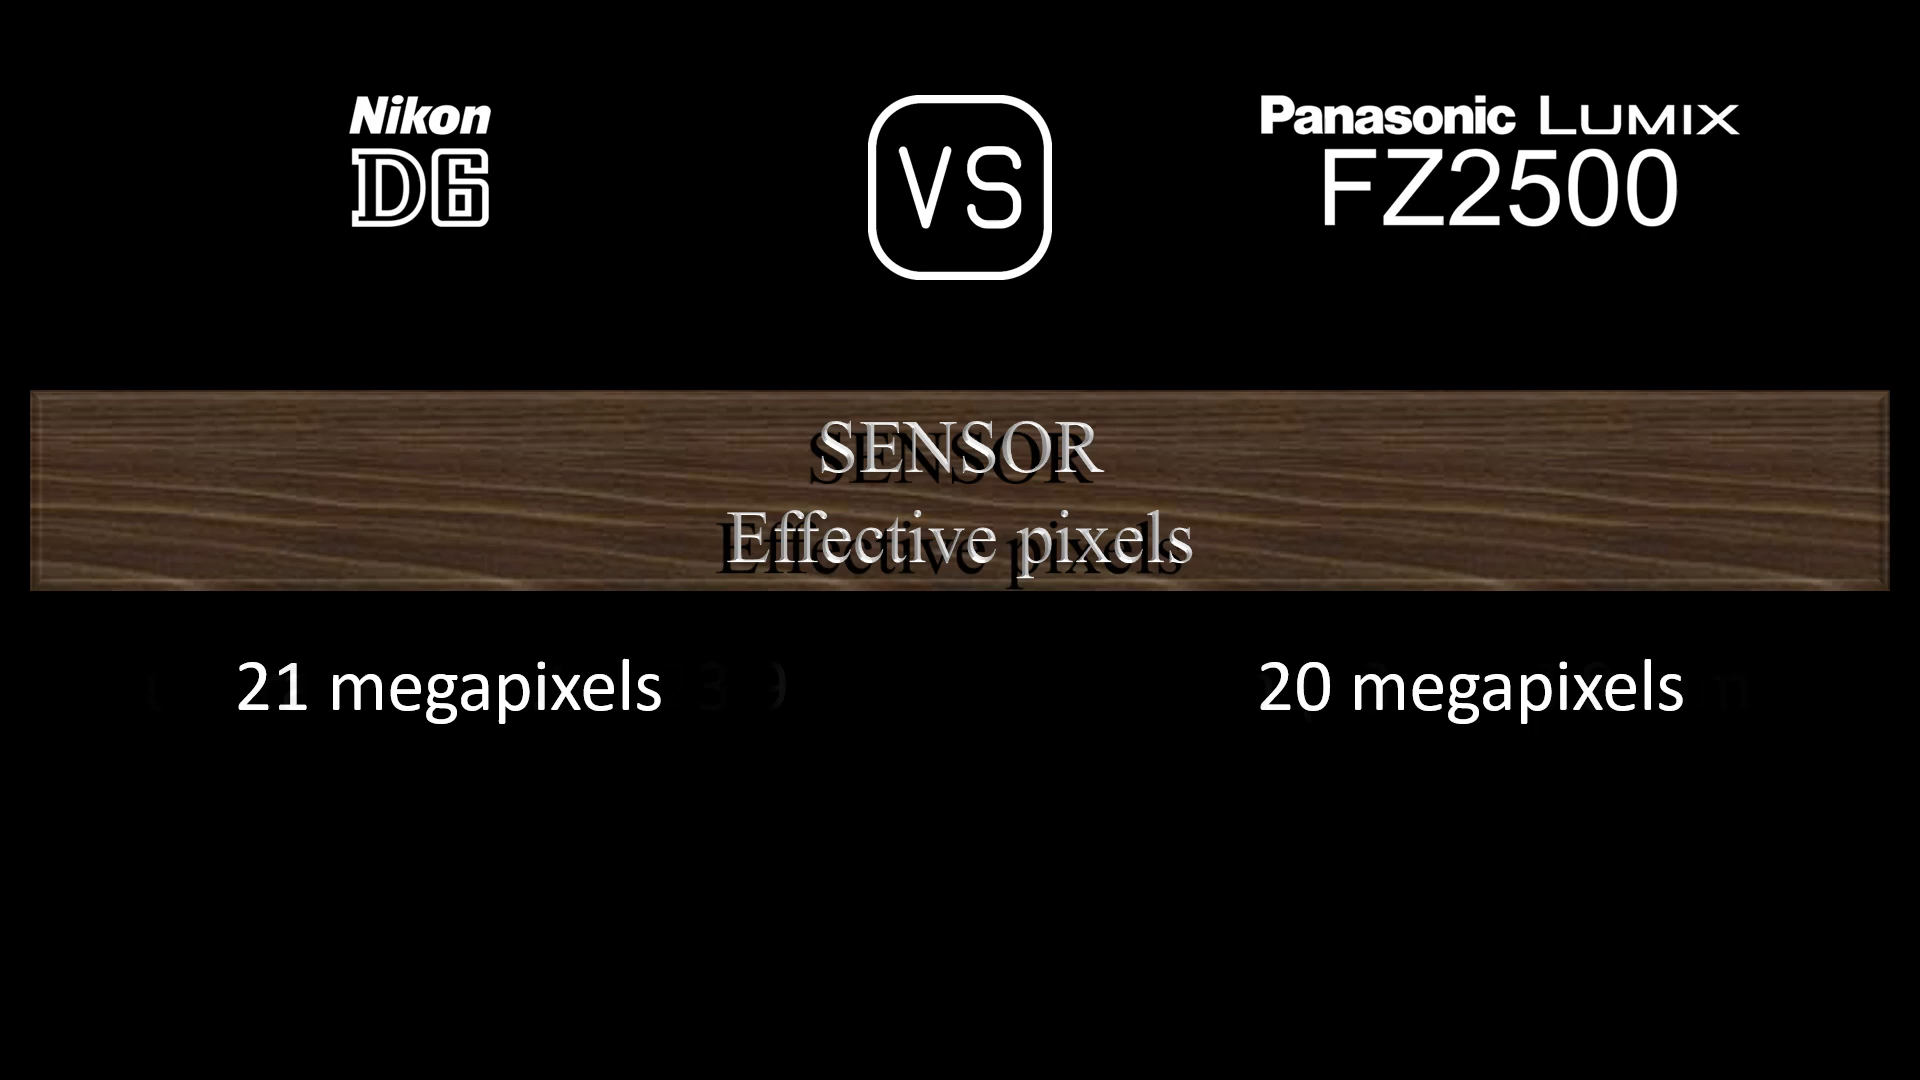 Nikon
D6
VS
Panasonic LUMIX
FZ2500
SENSOR
Effective pixels
21 megapixels
20 megapixels